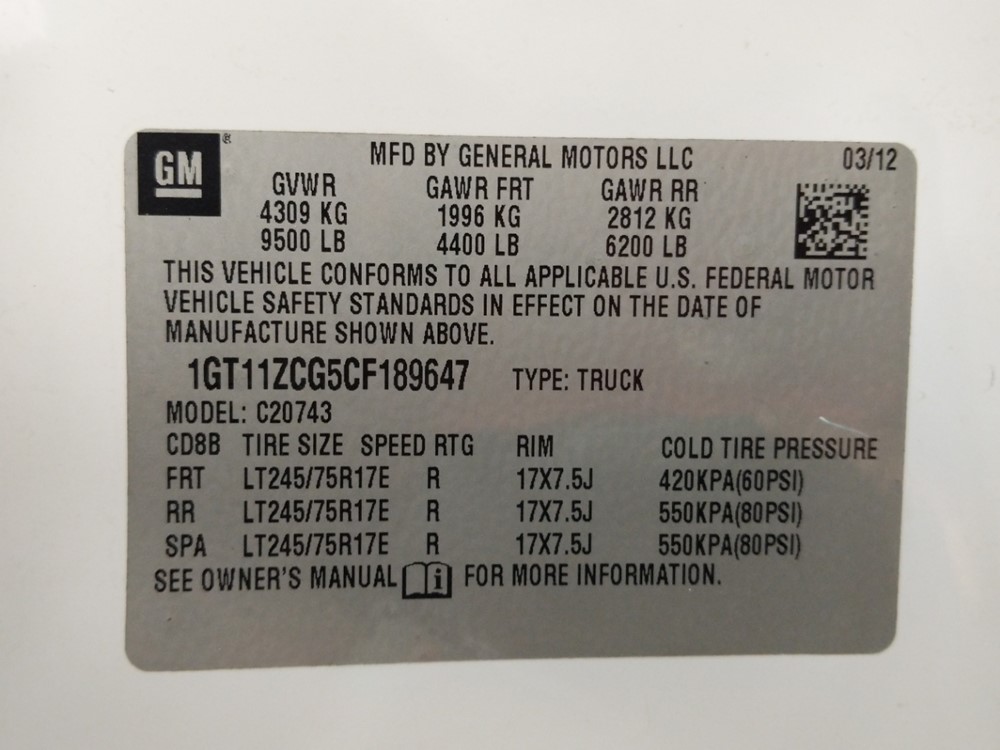 GM®
MFD BY GENERAL MOTORS LLC 03/12
GVWR GAWR FRT GAWR RR
4309 KG 1996 KG 2812 KG
9500 LB 4400 LB 6200 LB
THIS VEHICLE CONFORMS TO ALL APPLICABLE U.S. FEDERAL MOTOR
VEHICLE SAFETY STANDARDS IN EFFECT ON THE DATE OF
MANUFACTURE SHOWN ABOVE.
1GT11ZCG5CF189647 TYPE: TRUCK
MODEL: C20743
CD8B TIRE SIZE SPEED RTG RIM COLD TIRE PRESSURE
FRT LT245/75R17E R 17X7.5J 420KPA(60PSI)
RR LT245/75R17E R 17X7.5J 550KPA(80PSI)
SPA LT245/75R17E R 17X7.5J 550KPA(80PSI)
SEE OWNER'S MANUAL i FOR MORE INFORMATION.